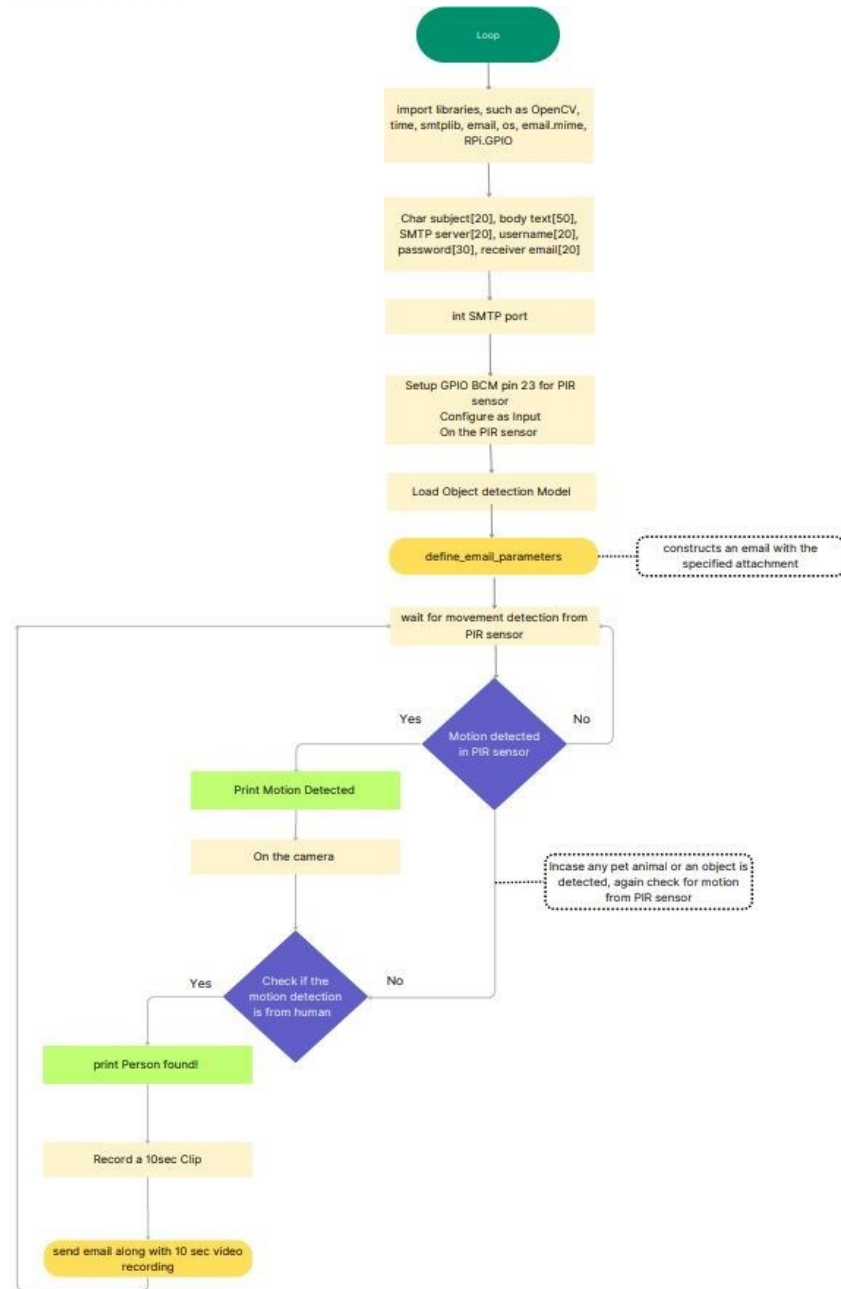 Loop
import libraries, such as OpenCV,
time, smtplib, email, os, email.mime,
RPi.GPIO
Char subject[20], body text[50],
SMTP server[20], username[20],
password[30], receiver email[20]
int SMTP port
Setup GPIO BCM pin 23 for PIR
sensor
Configure as Input
On the PIR sensor
Load Object detection Model
define_email_parameters
constructs an email with the
specified attachment
wait for movement detection from
PIR sensor
Motion detected
in PIR sensor
Yes
No
Print Motion Detected
On the camera
Incase any pet animal or an object is
detected, again check for motion
from PIR sensor
Check if the
motion detection
is from human
Yes
No
print Person found!
Record a 10sec Clip
send email along with 10 sec video
recording